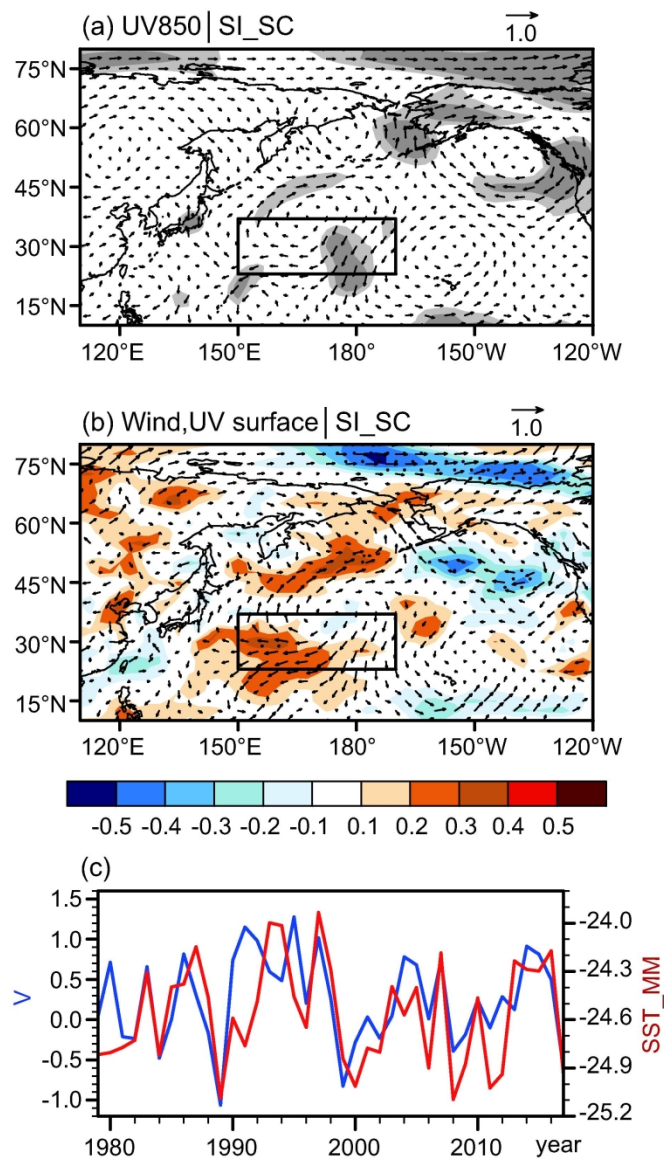 (a) UV850 | SI_SC
1.0
75°N
60°N
45°N
30°N
15°N
120°E 150°E 180° 150°W 120°W
(b) Wind,UV surface | SI_SC
1.0
75°N
60°N
45°N
30°N
15°N
120°E 150°E 180° 150°W 120°W
-0.5 -0.4 -0.3 -0.2 -0.1 0.1 0.2 0.3 0.4 0.5
(c)
1.5
1.0
0.5
0.0
-0.5
-1.0
V
-24.0
-24.3
-24.6
-24.9
-25.2
SST_MM
1980 1990 2000 2010 year